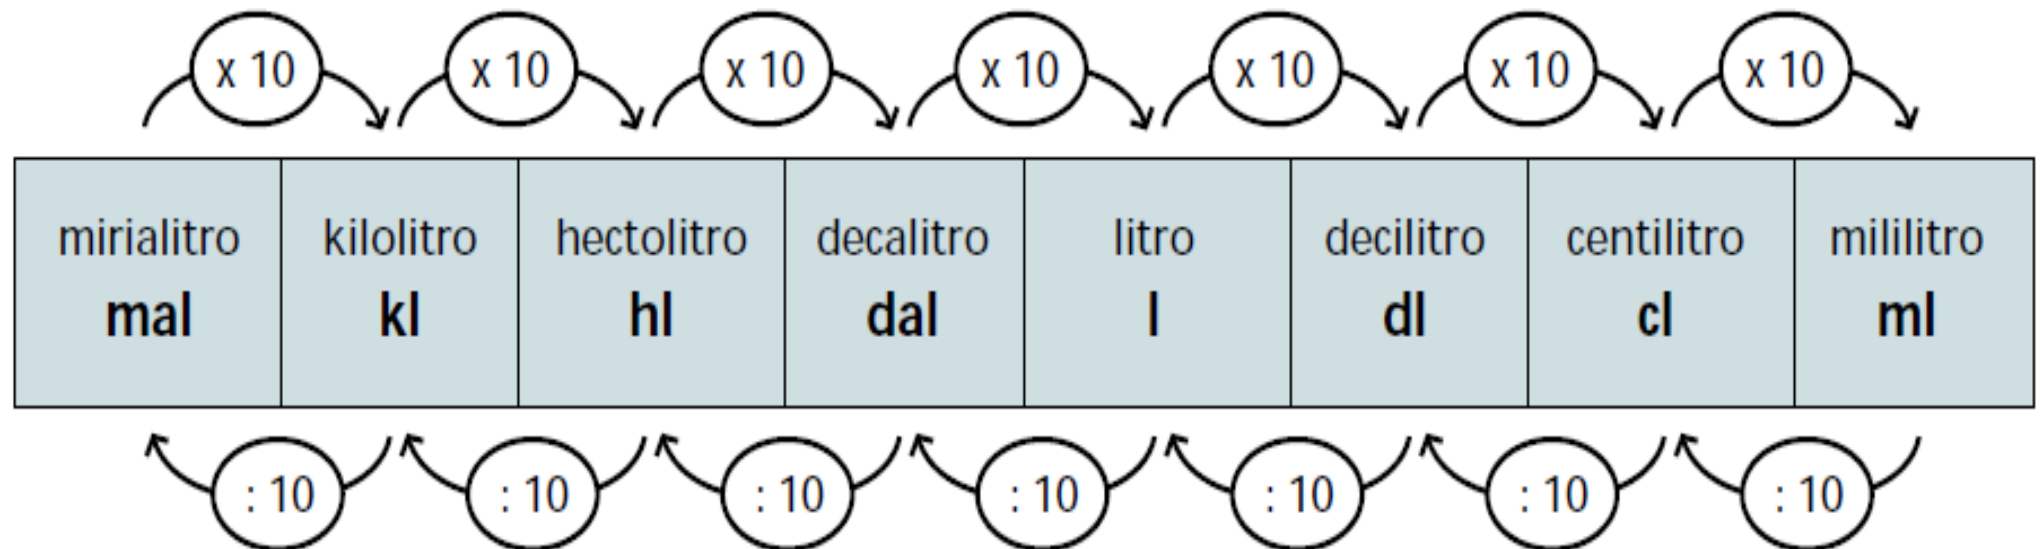 x 10 x 10 x 10 x 10 x 10 x 10 x 10
mirialitro kilolitro hectolitro decalitro litro decilitro centilitro mililitro
mal kl hl dal l dl cl ml
: 10 : 10 : 10 : 10 : 10 : 10 : 10